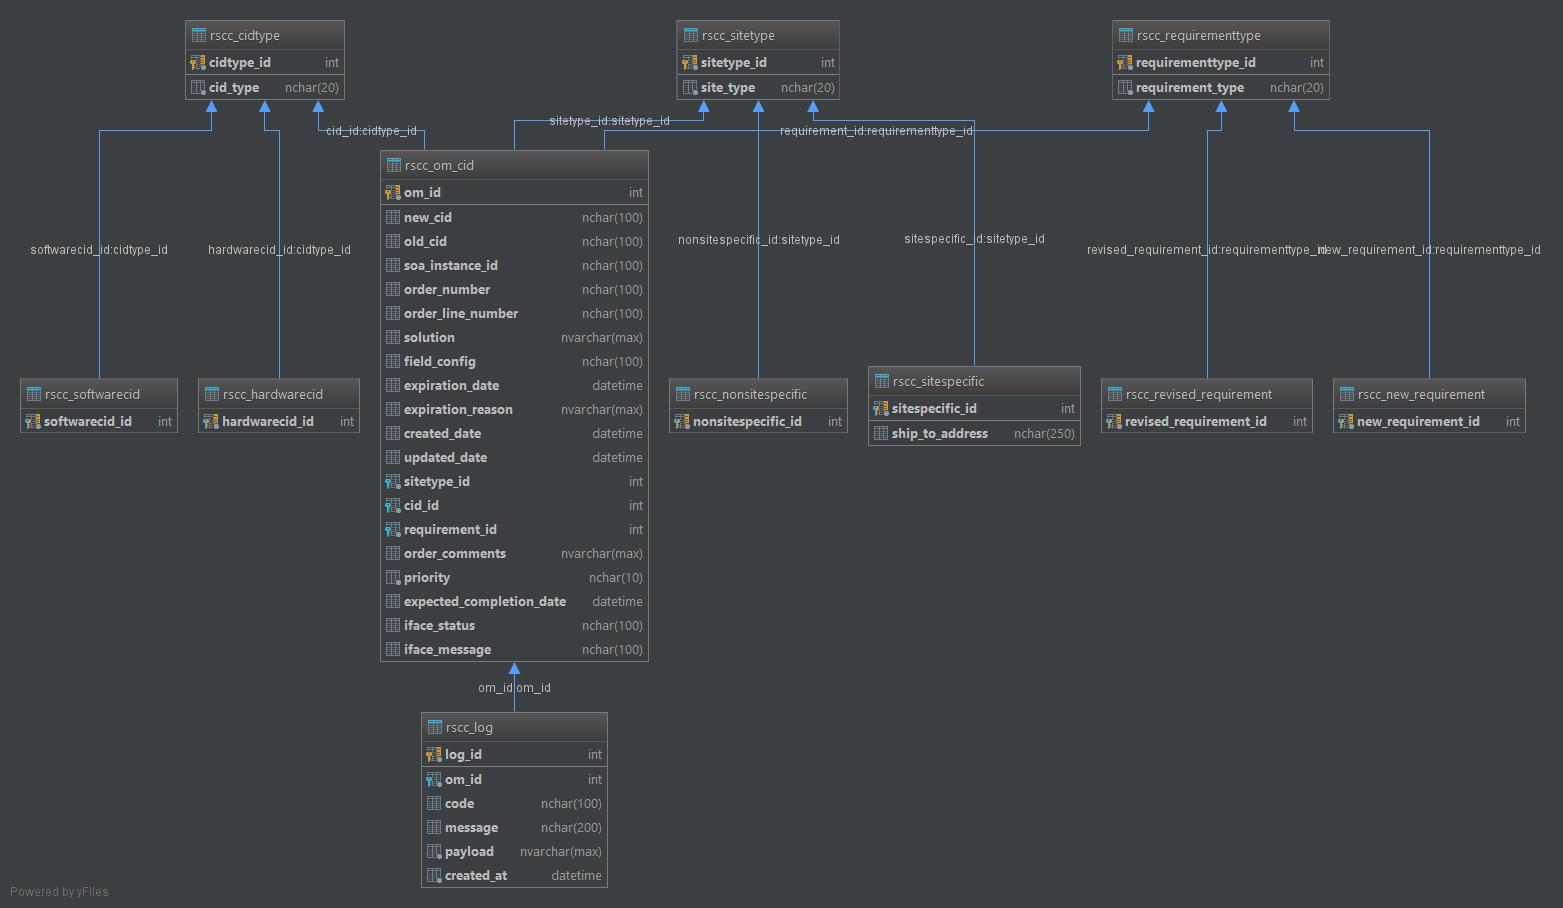 rscc_cidtype
cidtype_id int
cid_type nchar(20)
rscc_sitetype
sitetype_id int
site_type nchar(20)
rscc_requirementtype
requirementtype_id int
requirement_type nchar(20)
cid_id:cidtype_id
sitetype_id:sitetype_id
requirement_id:requirementtype_id
rscc_om_cid
om_id int
new_cid nchar(100)
old_cid nchar(100)
soa_instance_id nchar(100)
order_number nchar(100)
order_line_number nchar(100)
solution nvarchar(max)
field_config nchar(100)
expiration_date datetime
expiration_reason nvarchar(max)
created_date datetime
updated_date datetime
sitetype_id int
cid_id int
requirement_id int
order_comments nvarchar(max)
priority nchar(10)
expected_completion_date datetime
iface_status nchar(100)
iface_message nchar(100)
softwarecid_id:cidtype_id
hardwarecid_id:cidtype_id
nonsitespecific_id:sitetype_id
sitespecific_id:sitetype_id
revised_requirement_id:requirementtype_id
new_requirement_id:requirementtype_id
rscc_softwarecid
softwarecid_id int
rscc_hardwarecid
hardwarecid_id int
rscc_nonsitespecific
nonsitespecific_id int
rscc_sitespecific
sitespecific_id int
ship_to_address nchar(250)
rscc_revised_requirement
revised_requirement_id int
rscc_new_requirement
new_requirement_id int
om_id:om_id
rscc_log
log_id int
om_id int
code nchar(100)
message nchar(200)
payload nvarchar(max)
created_at datetime
Powered by yFiles